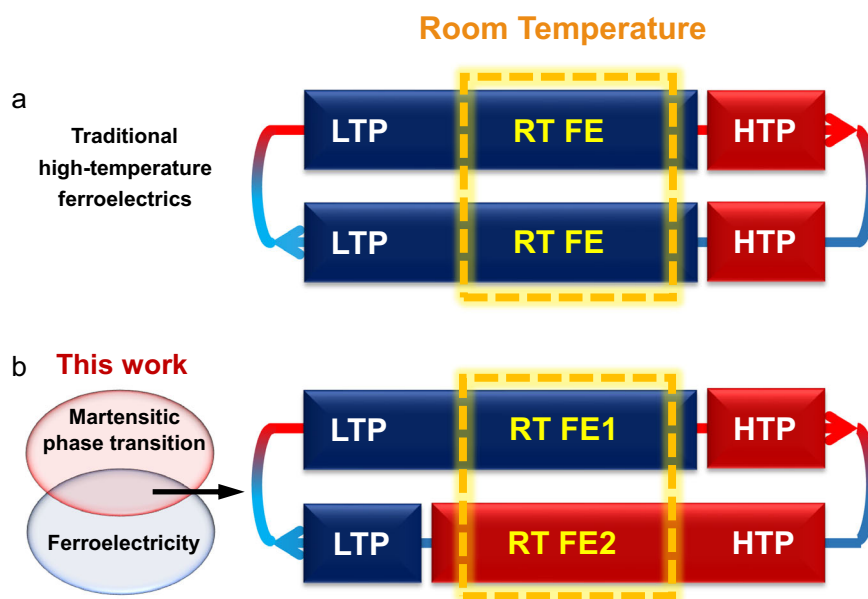 Room Temperature
a
Traditional
high-temperature
ferroelectrics
LTP RT FE HTP
LTP RT FE HTP
b This work
Martensitic
phase transition
Ferroelectricity
LTP RT FE1 HTP
LTP RT FE2 HTP